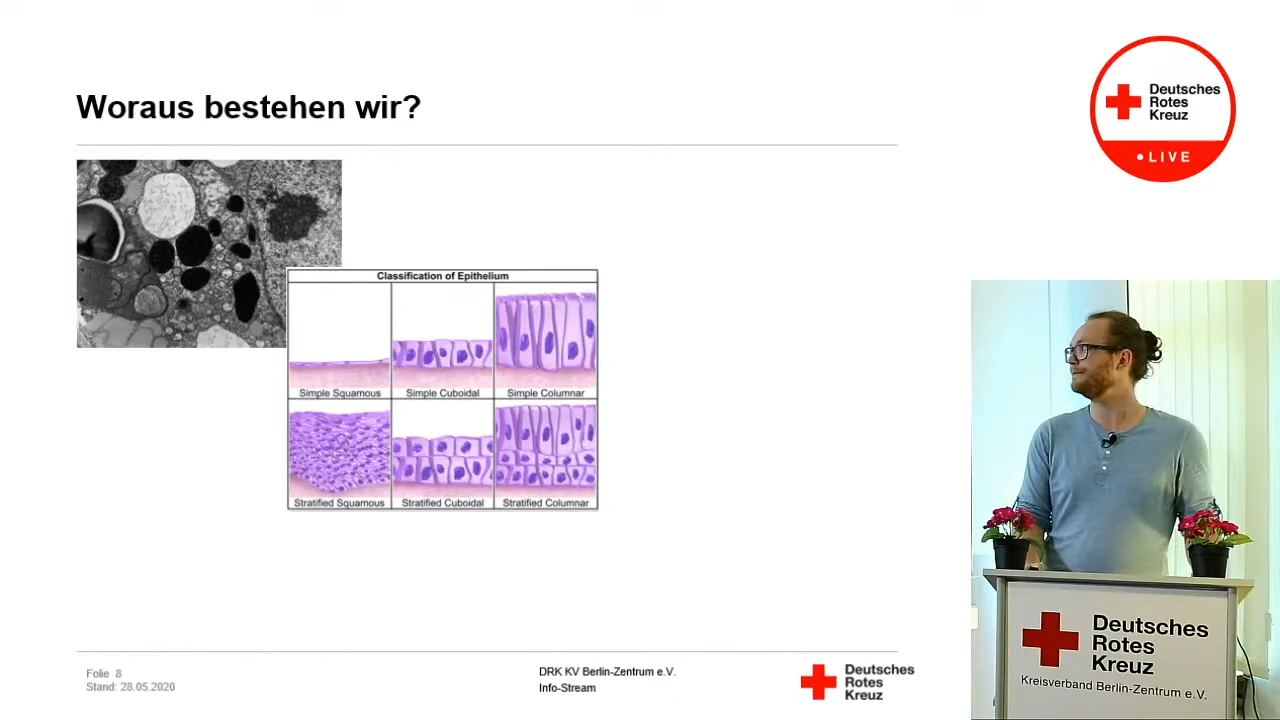 Woraus bestehen wir?
Deutsches
Rotes
Kreuz
LIVE
Classification of Epithelium
Simple Squamous
Simple Cuboidal
Simple Columnar
Stratified Squamous
Stratified Cuboidal
Stratified Columnar
Deutsches
Rotes
Kreuz
Kreisverband Berlin-Zentrum e.V.
Folie 8
Stand: 28.05.2020
DRK KV Berlin-Zentrum e.V.
Info-Stream
Deutsches
Rotes
Kreuz